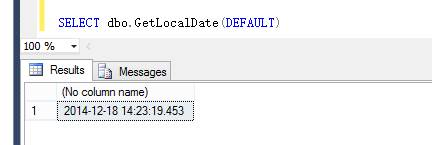 SELECT dbo.GetLocalDate(DEFAULT)
100 %
Results Messages
(No column name)
1 2014-12-18 14:23:19.453